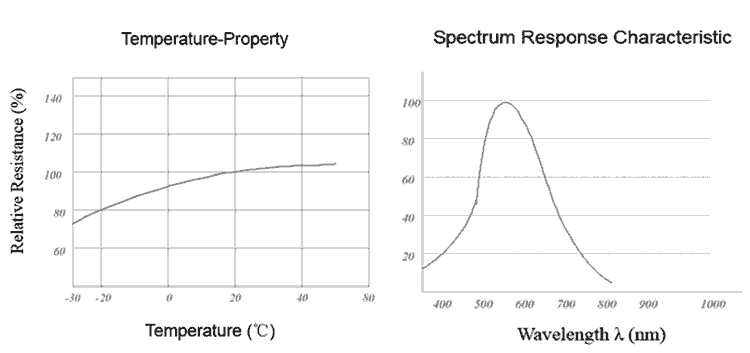 Temperature-Property
Relative Resistance (%)
140
120
100
80
60
-30 -20 0 20 40 80
Temperature (℃)
Spectrum Response Characteristic
100
80
60
40
20
400 500 600 700 800 900 1000
Wavelength λ (nm)